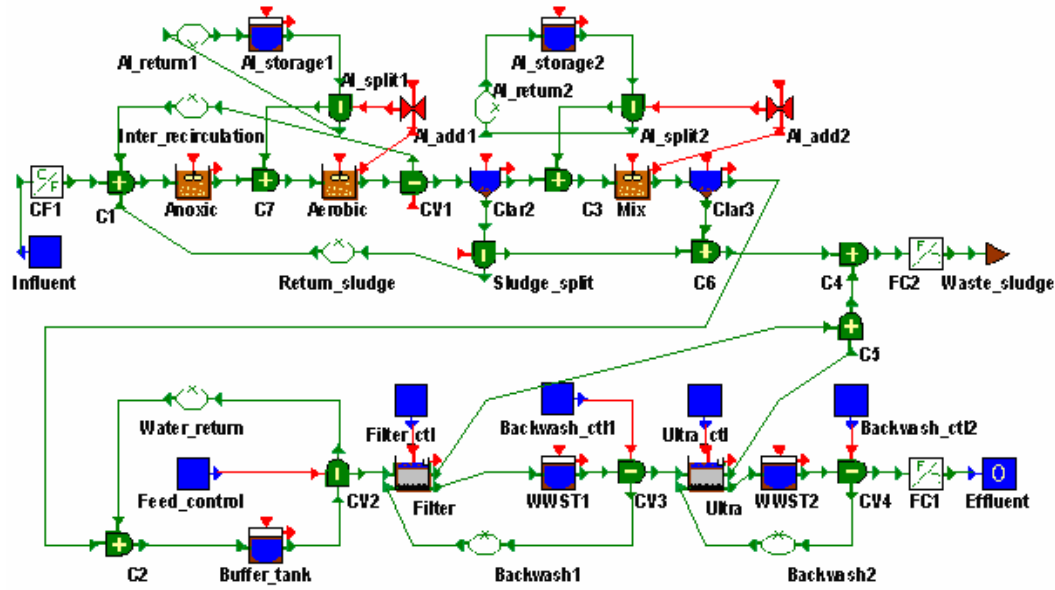 Al_return1
Al_storage1
Al_storage2
Al_split1
Al_return2
Inter_recirculation
Al_add1
Al_split2
Al_add2
C
F
CF1
C1
Anoxic
C7
Aerobic
CV1
Clar2
C3
Mix
Clar3
Influent
Return_sludge
Sludge_split
C6
C4
F
C
FC2
Waste_sludge
C5
Water_return
Filter_ctl
Backwash_ctl1
Ultra_ctl
Backwash_ctl2
Feed_control
CV2
Filter
WWST1
CV3
Ultra
WWST2
CV4
F
C
FC1
0
Effluent
C2
Buffer_tank
Backwash1
Backwash2